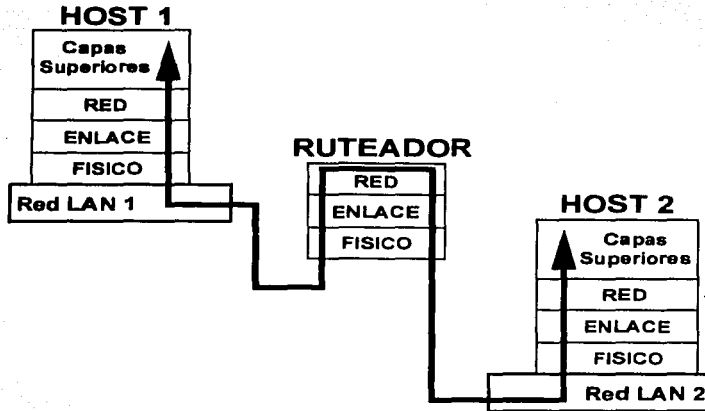 HOST 1
Capas
Superiores
RED
ENLACE
FISICO
Red LAN 1
RUTEADOR
RED
ENLACE
FISICO
HOST 2
Capas
Superiores
RED
ENLACE
FISICO
Red LAN 2